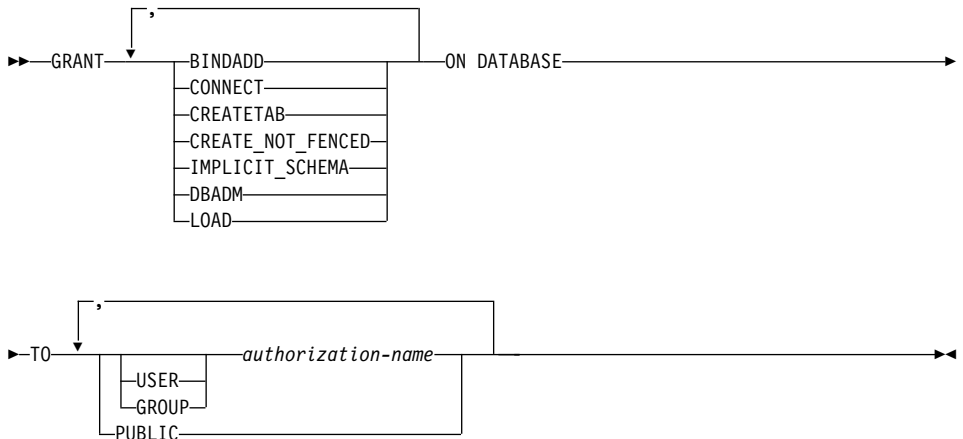 ,
GRANT BINDADD ON DATABASE
CONNECT
CREATETAB
CREATE_NOT_FENCED
IMPLICIT_SCHEMA
DBADM
LOAD
,
TO authorization-name
USER
GROUP
PUBLIC